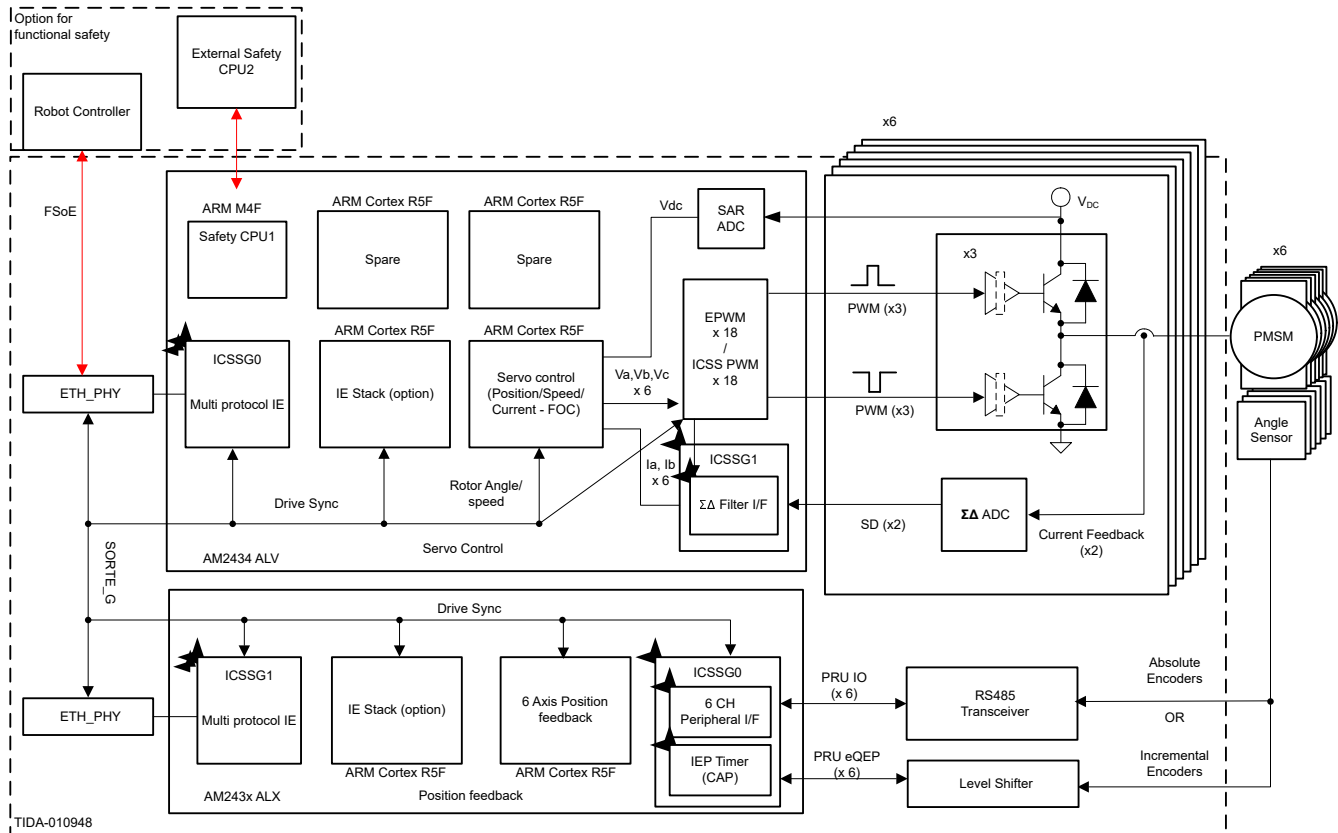 Option for
functional safety
External Safety
CPU2
Robot Controller
FSoE
x6
ARM M4F
Safety CPU1
ARM Cortex R5F
Spare
ARM Cortex R5F
Spare
Vdc
SAR
ADC
VDC
x3
x6
PMSM
Angle
Sensor
EPWM
x 18
/
ICSS PWM
x 18
PWM (x3)
PWM (x3)
ETH_PHY
ICSSG0
Multi protocol IE
ARM Cortex R5F
IE Stack (option)
ARM Cortex R5F
Servo control
(Position/Speed/
Current - FOC)
Va,Vb,Vc
x 6
Ia, Ib
x 6
ICSSG1
ΣΔ Filter I/F
SD (x2)
ΣΔ ADC
Current Feedback
(x2)
Rotor Angle/
speed
Drive Sync
Servo Control
AM2434 ALV
SORTE_G
Drive Sync
ETH_PHY
ICSSG1
Multi protocol IE
IE Stack (option)
ARM Cortex R5F
6 Axis Position
feedback
ARM Cortex R5F
ICSSG0
6 CH
Peripheral I/F
IEP Timer
(CAP)
PRU IO
(x 6)
RS485
Transceiver
Absolute
Encoders
OR
PRU eQEP
(x 6)
Level Shifter
Incremental
Encoders
AM243x ALX
Position feedback
TIDA-010948